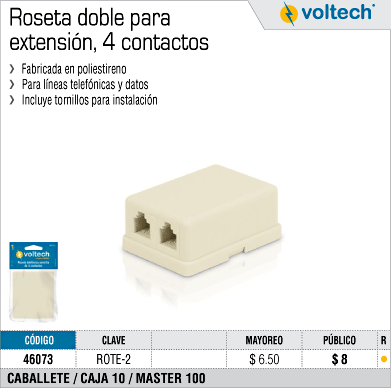 Roseta doble para
extensión, 4 contactos
voltech
Fabricada en poliestireno
Para líneas telefónicas y datos
Incluye tornillos para instalación
voltech
CÓDIGO CLAVE MAYOREO PÚBLICO R
46073 ROTE-2 $ 6.50 $ 8
CABALLETE / CAJA 10 / MASTER 100